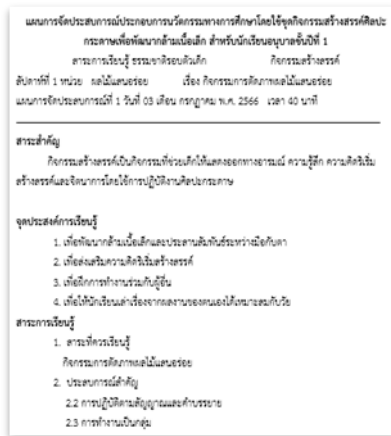 แผนการจัดประสบการณ์ประกอบการนวัตกรรมทางการศึกษาโดยใช้ชุดกิจกรรมสร้างสรรค์ศิลปะ
กระดาษเพื่อพัฒนากล้ามเนื้อเล็ก สำหรับนักเรียนอนุบาลชั้นปีที่ 1
สาระการเรียนรู้ ธรรมชาติรอบตัวเด็ก กิจกรรมสร้างสรรค์
สัปดาห์ที่ 1 หน่วย ผลไม้แสนอร่อย เรื่อง กิจกรรมการตัดภาพผลไม้แสนอร่อย
แผนการจัดประสบการณ์ที่ 1 วันที่ 03 เดือน กรกฎาคม พ.ศ. 2566 เวลา 40 นาที
สาระสำคัญ
กิจกรรมสร้างสรรค์เป็นกิจกรรมที่ช่วยเด็กให้แสดงออกทางอารมณ์ ความรู้สึก ความคิดริเริ่ม
สร้างสรรค์และจินตนาการโดยใช้การปฏิบัติงานศิลปะกระดาษ
จุดประสงค์การเรียนรู้
1. เพื่อพัฒนากล้ามเนื้อเล็กและประสานสัมพันธ์ระหว่างมือกับตา
2. เพื่อส่งเสริมความคิดริเริ่มสร้างสรรค์
3. เพื่อฝึกการทำงานร่วมกับผู้อื่น
4. เพื่อให้นักเรียนเล่าเรื่องจากผลงานของตนเองได้เหมาะสมกับวัย
สาระการเรียนรู้
1. สาระที่ควรเรียนรู้
กิจกรรมการตัดภาพผลไม้แสนอร่อย
2. ประสบการณ์สำคัญ
2.2 การปฏิบัติตามสัญญาณและคำบรรยาย
2.3 การทำงานเป็นกลุ่ม